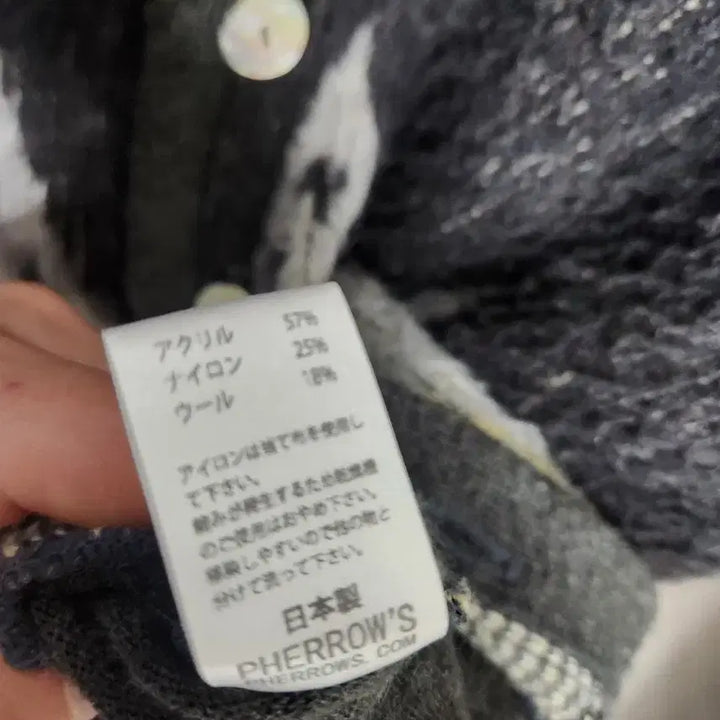 アクリル 57%
ナイロン 25%
ウール 18%
アイロンは当て布を使用し
て下さい。
縮みが発生するため乾燥機
のご使用はおやめ下さい。
移染しやすいので他の物と
分けて洗って下さい。
日本製
PHERROW'S
PHERROWS.COM